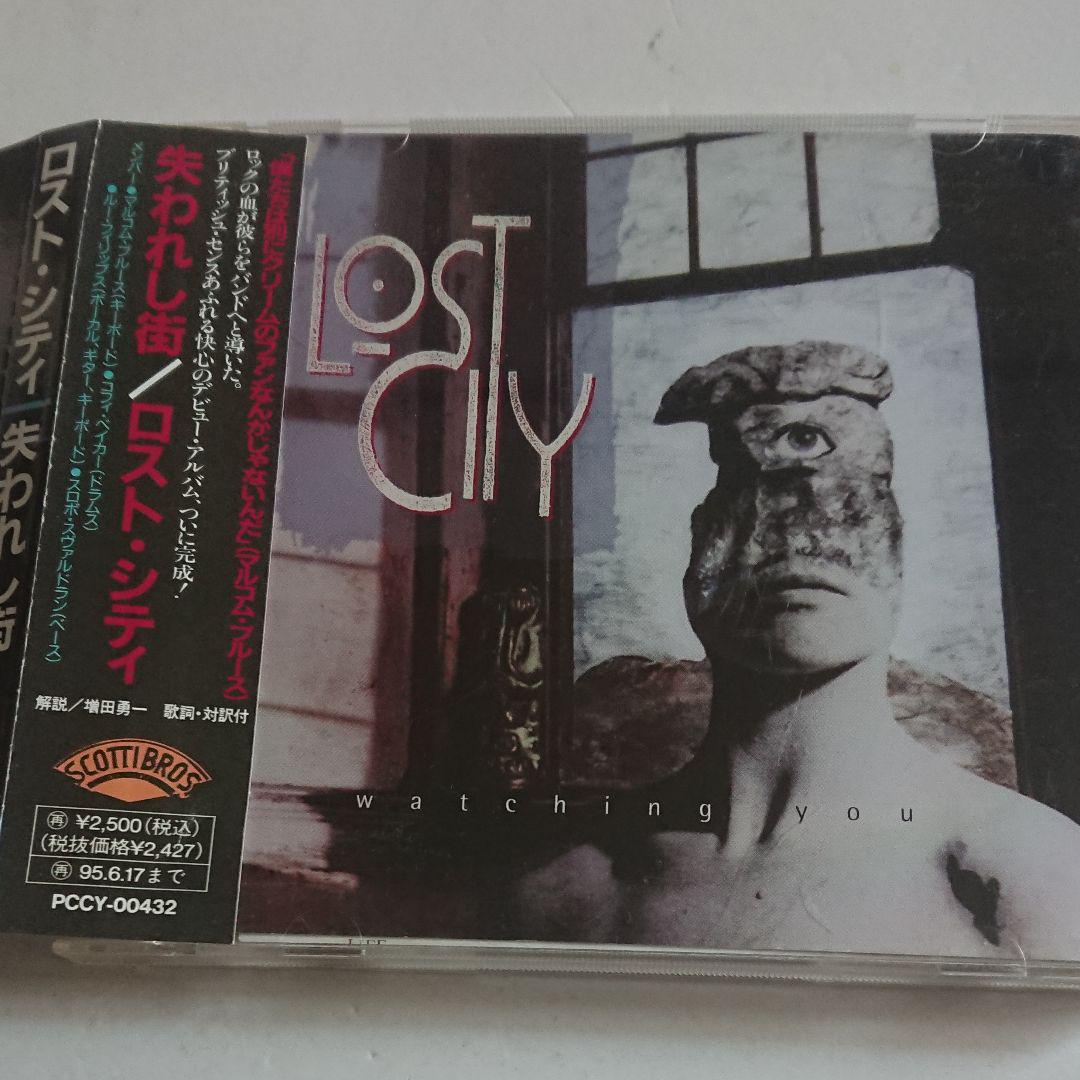 ロスト・シティ/失われし街
「僕たちは別にクリームのファンなんかじゃないんだ」(マルコム・ブルース)
ロックの血が彼らをバンドへと導いた。
ブリティッシュ・センスあふれる快心のデビュー・アルバム、ついに完成!
失われし街/ロスト・シティ
メンバー●マルコム・ブルース(キーボード)●コフィ・ベイカー(ドラムス)
●ルー・フィリップス(ボーカル、ギター、キーボード)●スロボ・スヴァルドラン(ベース)
解説/増田勇一 歌詞・対訳付
SCOTTI BROS.
再 ¥2,500(税込)
(税抜価格¥2,427)
再 95.6.17まで
PCCY-00432
LOST
CITY
watching you